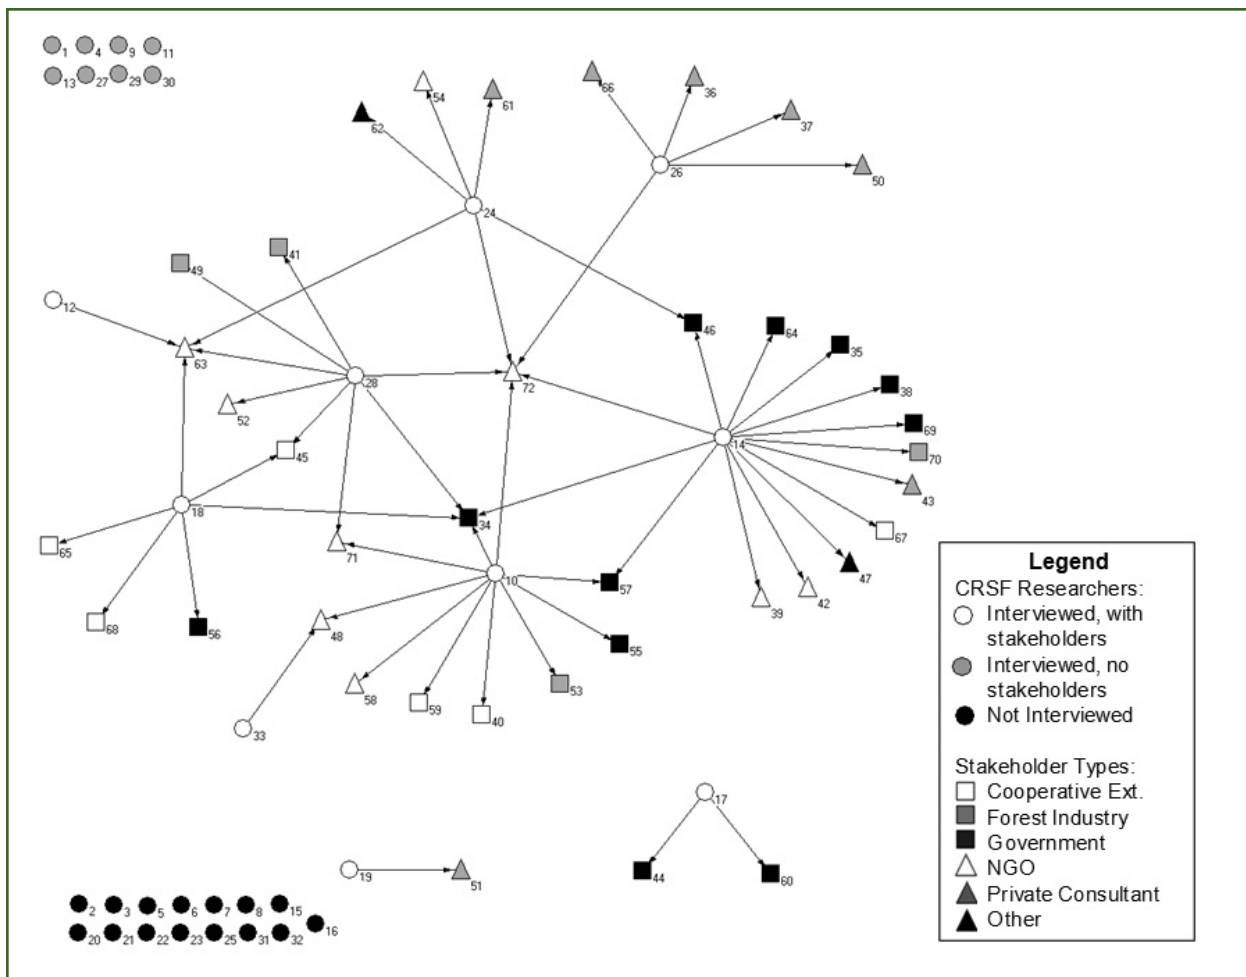 1 4 9 11
13 27 29 30
66 36
54 61
37
62
26 50
24
41
49
12
46 64
35
63 28 72
38
52
69
14
45 70
43
18
34
67
71
65
10 57
47
42
39
68 56 48
55
58 53
59
40
33
17
19 51
44 60
2 3 5 6 7 8 15
16
20 21 22 23 25 31 32
Legend
CRSF Researchers:
Interviewed, with
stakeholders
Interviewed, no
stakeholders
Not Interviewed
Stakeholder Types:
Cooperative Ext.
Forest Industry
Government
NGO
Private Consultant
Other